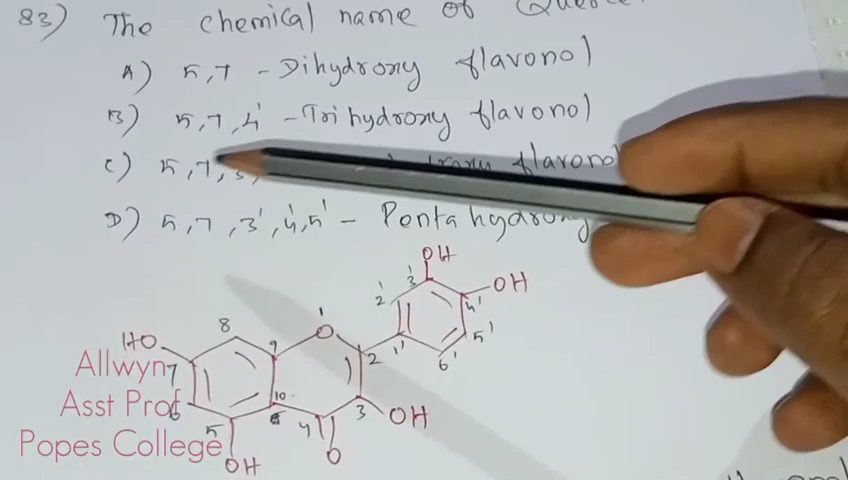 83) The chemical name of
A) 5,7 - Dihydroxy flavonol
B) 5,7,4' - Trihydroxy flavonol
C) 5,7, flavonol
D) 5,7,3',4',5' - Pentahydroxy
OH
3'
OH
2'
4'
1
O
8
HO
9
1'
5'
2
7
6'
10
6
3
OH
5
4
O
OH
Allwyn
Asst Prof
Popes College